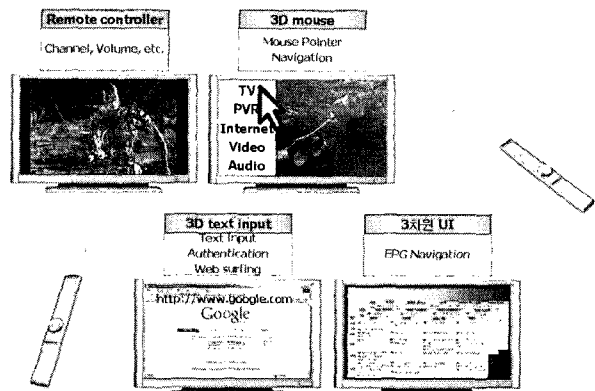 Remote controller
Channel, Volume, etc.
3D mouse
Mouse Pointer
Navigation
TV
PVR
Internet
Video
Audio
3D text input
Text Input
Authentication
Web surfing
http://www.google.com
Google
3차원 UI
EPG Navigation